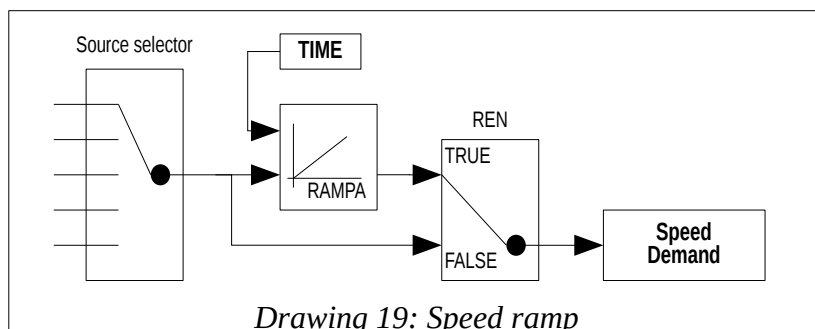 Source selector
TIME
REN
TRUE
RAMPA
FALSE
Speed
Demand
Drawing 19: Speed ramp